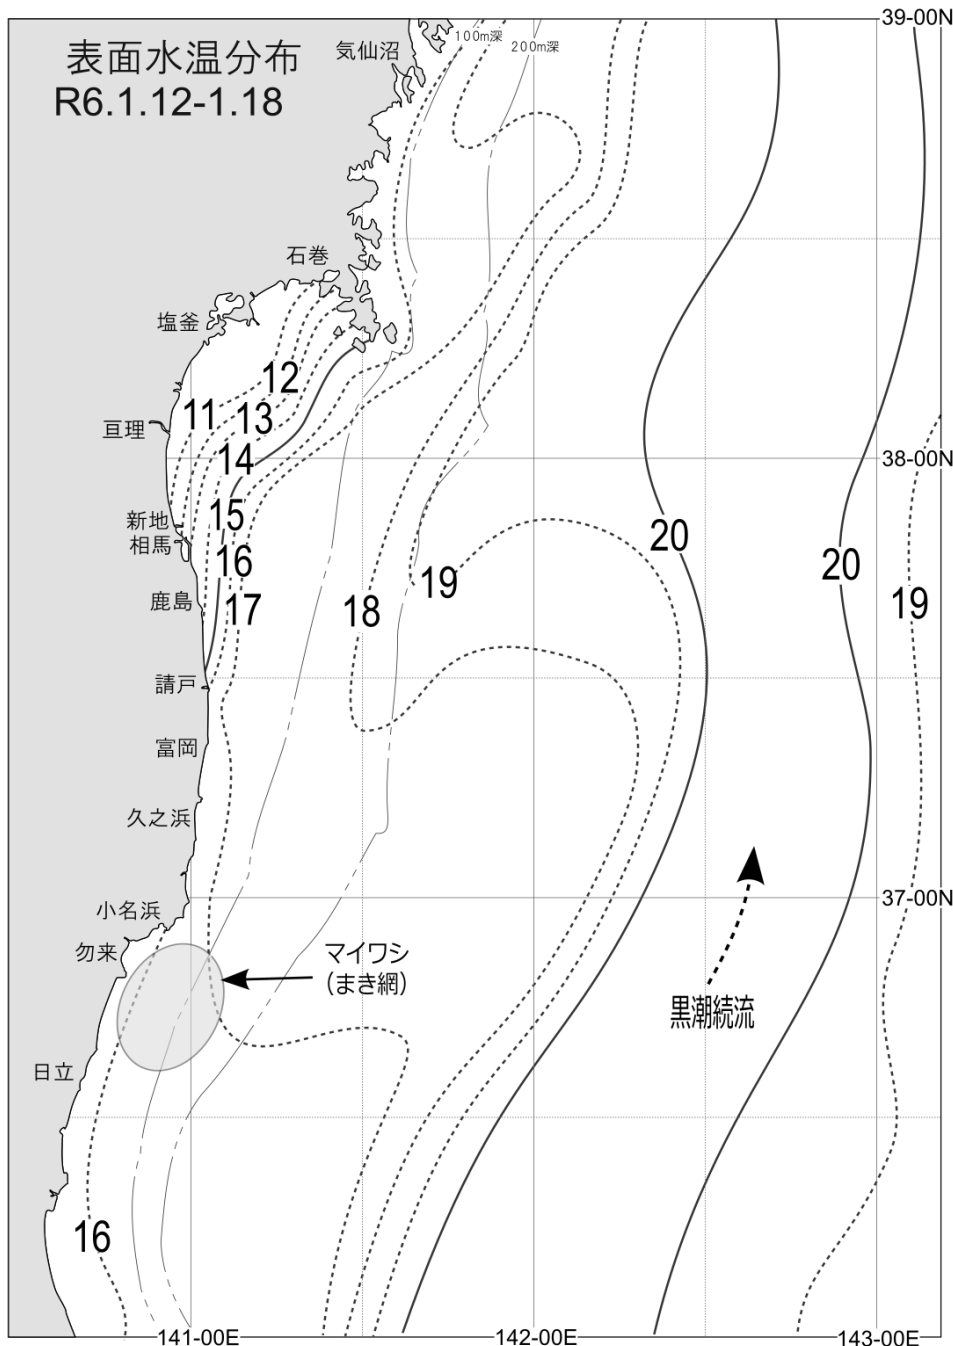 表面水温分布
R6.1.12-1.18
気仙沼
100m深
200m深
39-00N
石巻
塩釜
12
11
13
亘理
14
38-00N
新地
15
相馬
16
20
20
鹿島
17
18
19
19
請戸
富岡
久之浜
37-00N
小名浜
勿来
マイワシ
(まき網)
黒潮続流
日立
16
141-00E
142-00E
143-00E